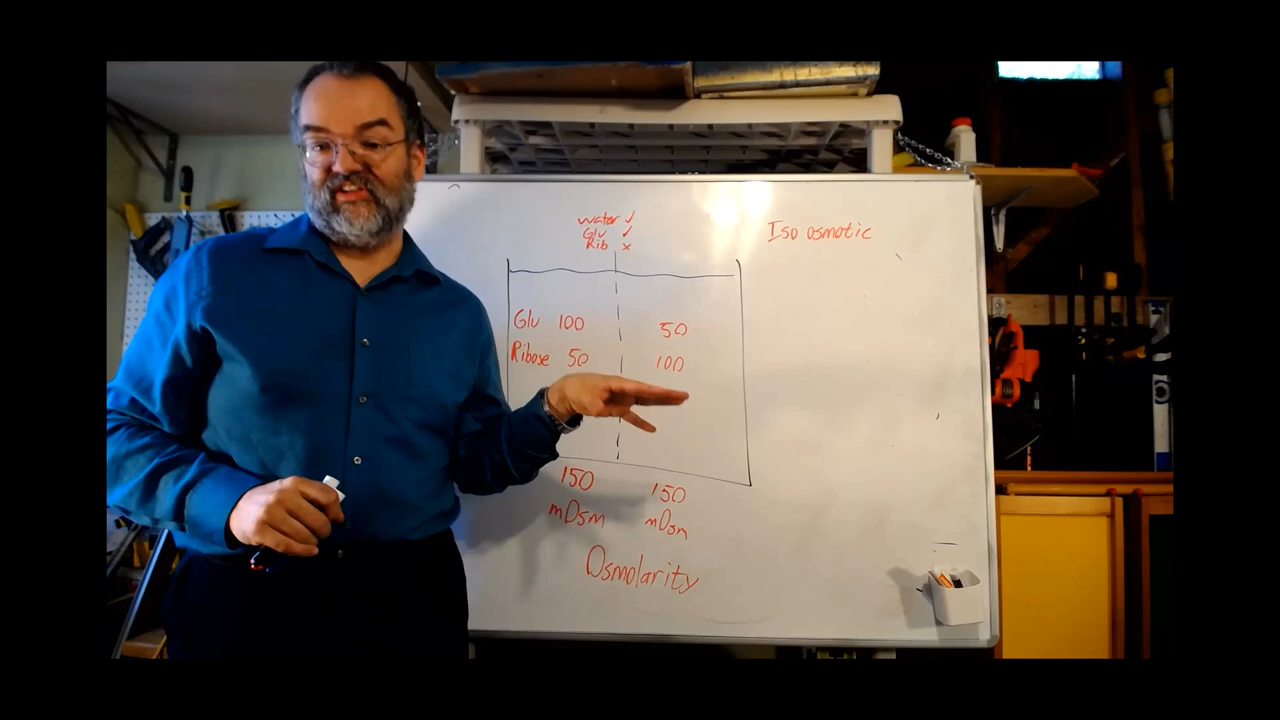 Water ✓
Glu ✓
Rib ×
Iso osmotic
Glu 100 50
Ribose 50 100
150 150
mOsm mOsm
Osmolarity